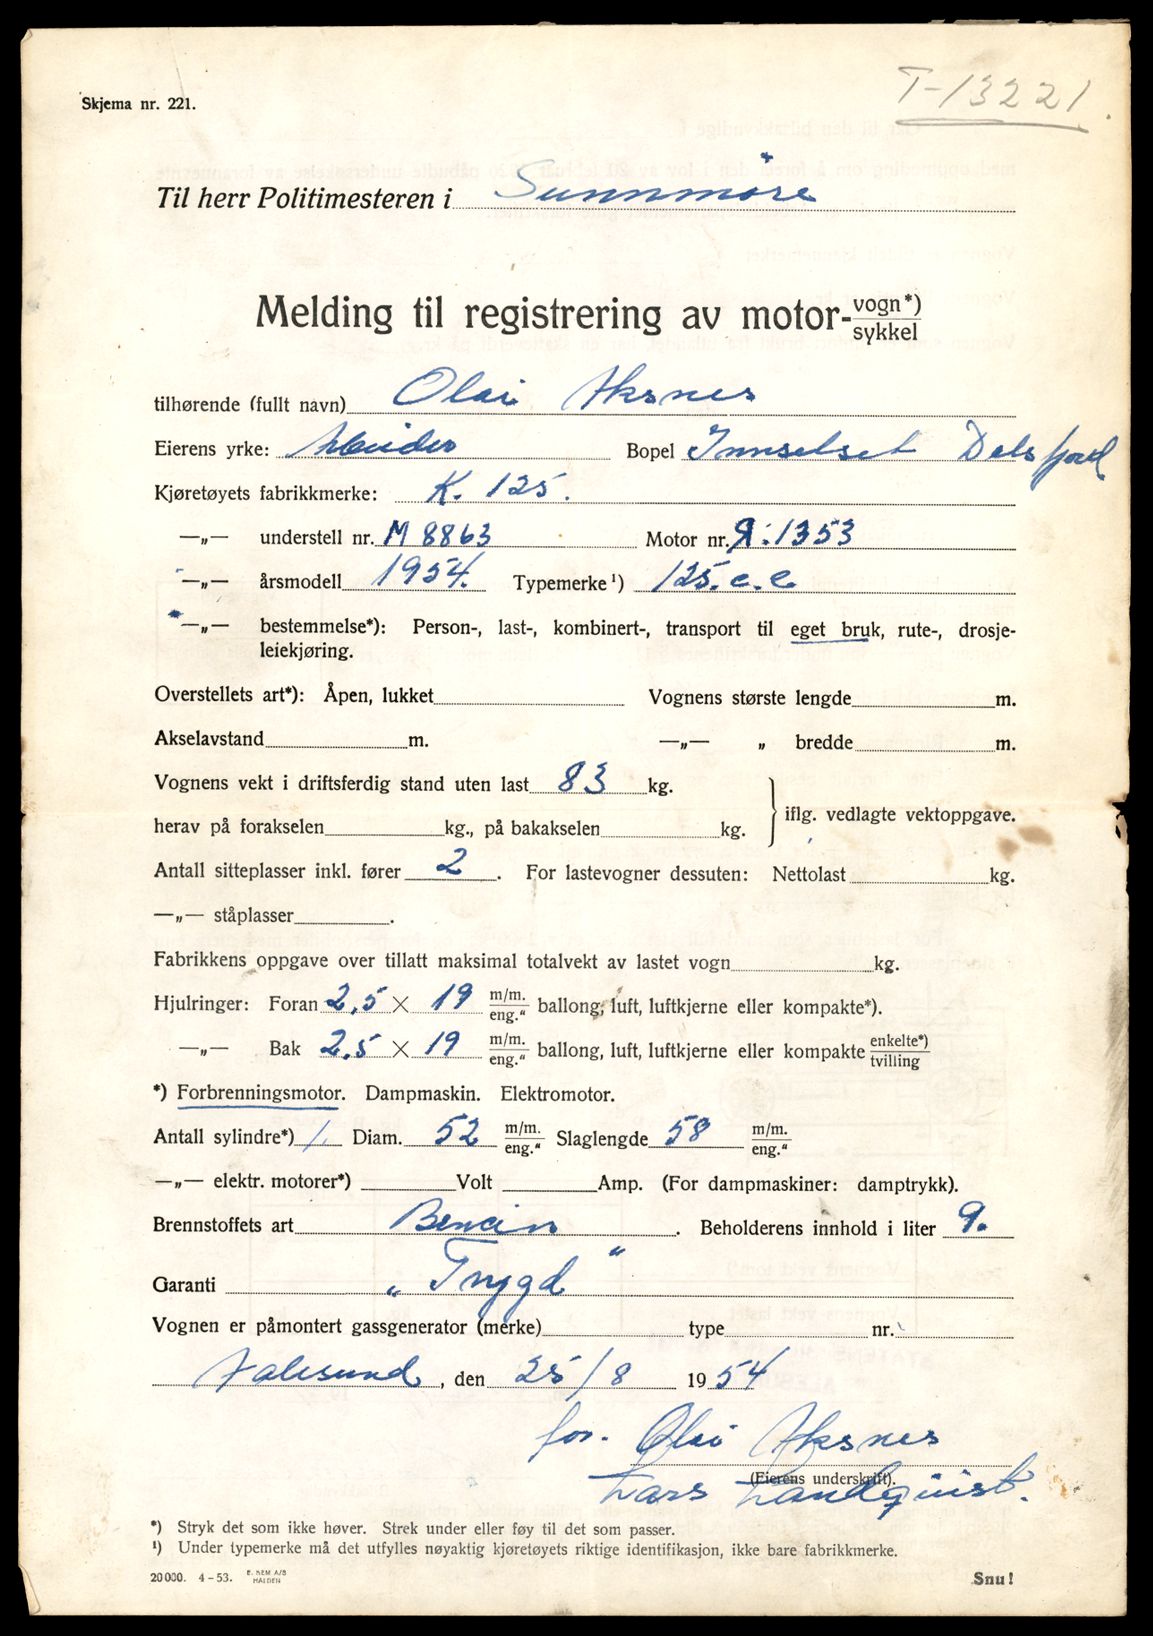 T-13221.
Skjema nr. 221.
Til herr Politimesteren i Sunnmøre
Melding til registrering av motor- vogn*) sykkel
tilhørende (fullt navn) Olai Aksnes
Eierens yrke: Arbeider Bopel Innselset Dalsfjord
Kjøretøyets fabrikkmerke: K. 125.
—„— understell nr. M 8863 Motor nr. A:1353
—„— årsmodell 1954. Typemerke¹) 125. c. c
—„— bestemmelse*): Person-, last-, kombinert-, transport til eget bruk, rute-, drosje-
leiekjøring.
Overstellets art*): Åpen, lukket Vognens største lengde m.
Akselavstand m. —„— „ bredde m.
Vognens vekt i driftsferdig stand uten last 83 kg.
iflg. vedlagte vektoppgave.
herav på forakselen kg., på bakakselen kg.
Antall sitteplasser inkl. fører 2. For lastevogner dessuten: Nettolast kg.
—„— ståplasser .
Fabrikkens oppgave over tillatt maksimal totalvekt av lastet vogn kg.
Hjulringer: Foran 2,5 × 19 m/m. eng." ballong, luft, luftkjerne eller kompakte*).
—„— Bak 2.5 × 19 m/m. eng." ballong, luft, luftkjerne eller kompakte enkelte*) tvilling
*) Forbrenningsmotor. Dampmaskin. Elektromotor.
Antall sylindre*) 1. Diam. 52 m/m. eng." Slaglengde 58 m/m. eng."
—„— elektr. motorer*) Volt Amp. (For dampmaskiner: damptrykk).
Brennstoffets art Bencin . Beholderens innhold i liter 9.
Garanti „Trygd"
Vognen er påmontert gassgenerator (merke) type nr.
Aalesund, den 25/8 1954
for. Olai Aksnes
(Eierens underskrift).
Lars Landquist.
*) Stryk det som ikke høver. Strek under eller føy til det som passer.
¹) Under typemerke må det utfylles nøyaktig kjøretøyets riktige identifikasjon, ikke bare fabrikkmerke.
20 000. 4 - 53. E. SEM A/S HALDEN Snu!